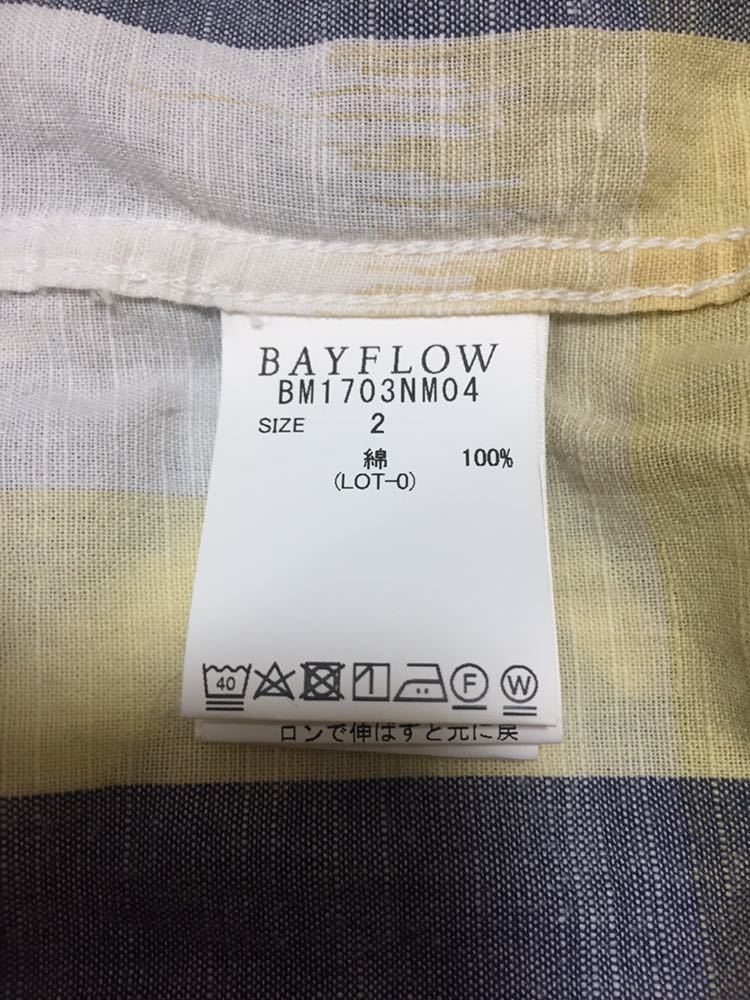 BAYFLOW
BM1703NM04
SIZE 2
綿 100%
(LOT-0)
40 F W
ロンで伸ばすと元に戻